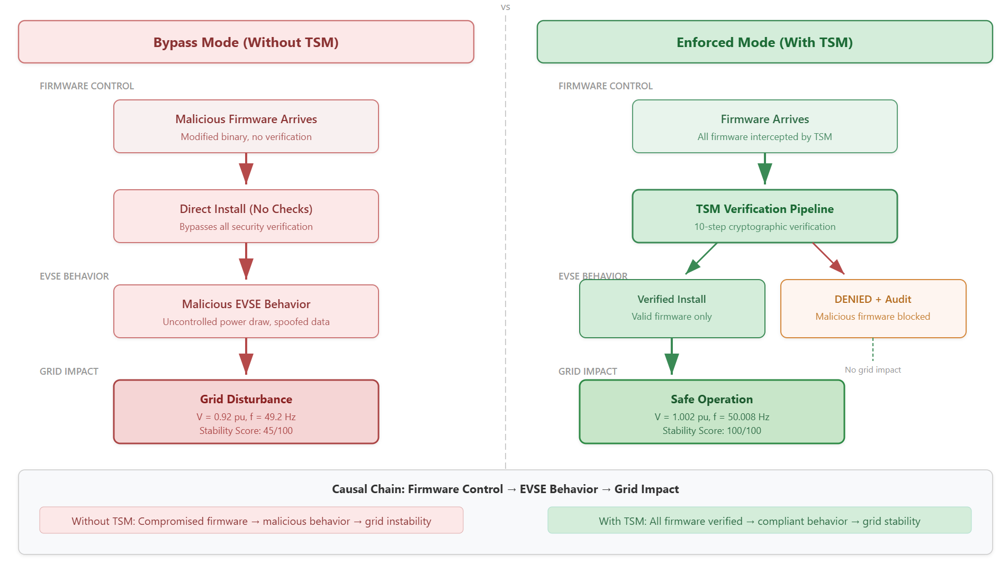 vs
Bypass Mode (Without TSM)
FIRMWARE CONTROL
Malicious Firmware Arrives
Modified binary, no verification
Direct Install (No Checks)
Bypasses all security verification
EVSE BEHAVIOR
Malicious EVSE Behavior
Uncontrolled power draw, spoofed data
GRID IMPACT
Grid Disturbance
V = 0.92 pu, f = 49.2 Hz
Stability Score: 45/100
Enforced Mode (With TSM)
FIRMWARE CONTROL
Firmware Arrives
All firmware intercepted by TSM
TSM Verification Pipeline
10-step cryptographic verification
EVSE BEHAVIOR
Verified Install
Valid firmware only
DENIED + Audit
Malicious firmware blocked
No grid impact
GRID IMPACT
Safe Operation
V = 1.002 pu, f = 50.008 Hz
Stability Score: 100/100
Causal Chain: Firmware Control → EVSE Behavior → Grid Impact
Without TSM: Compromised firmware → malicious behavior → grid instability
With TSM: All firmware verified → compliant behavior → grid stability